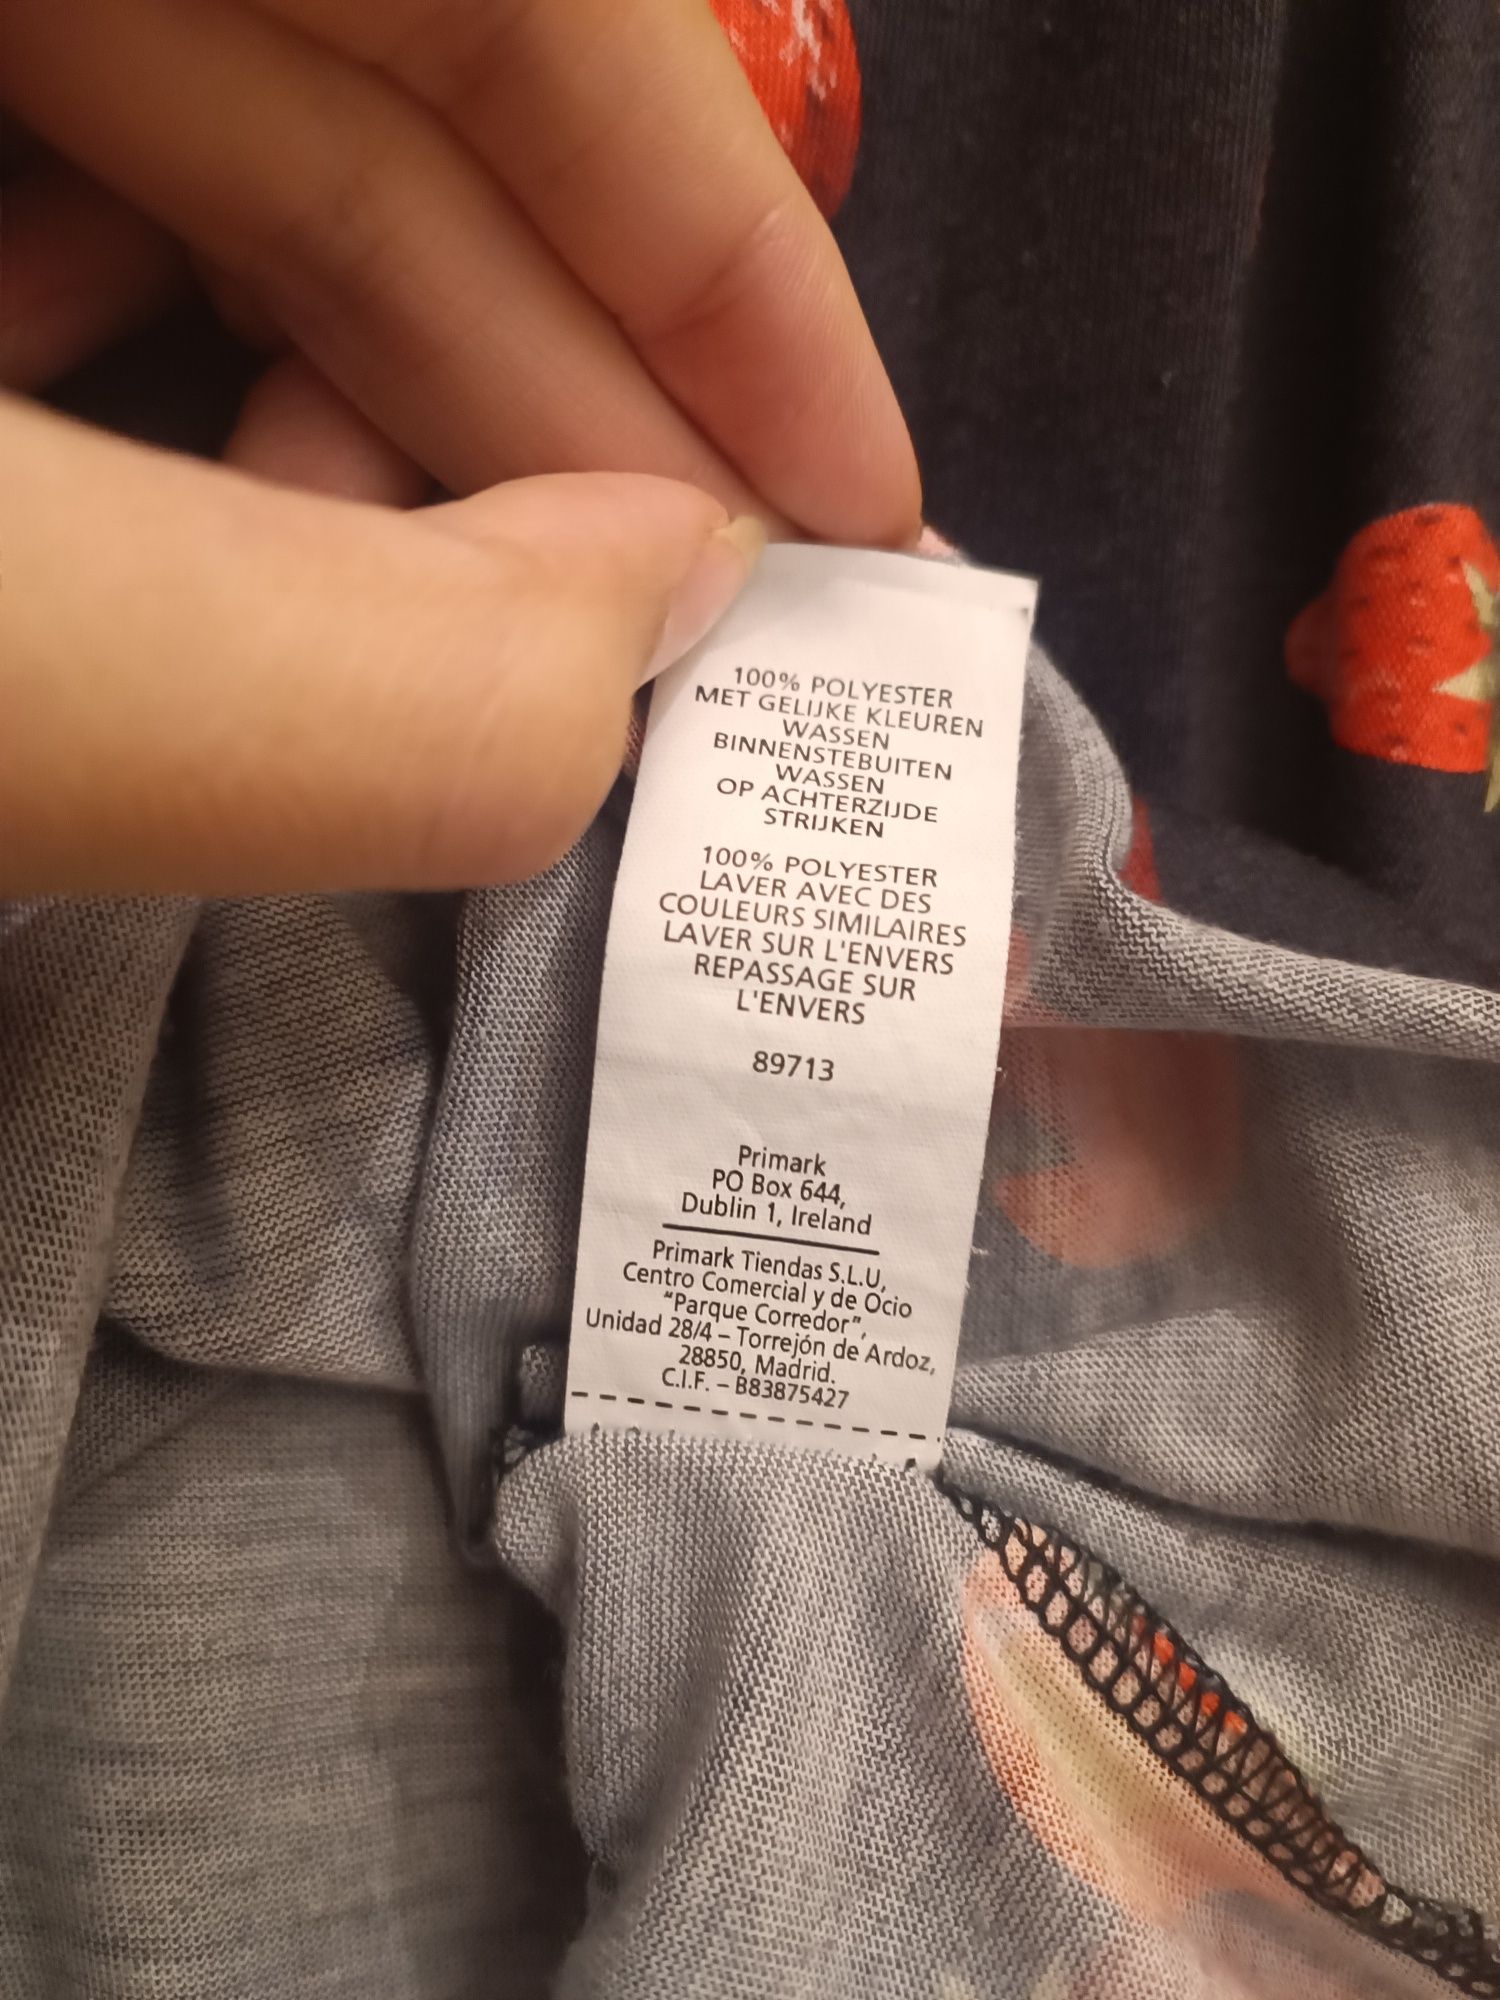 100% POLYESTER
MET GELIJKE KLEUREN
WASSEN
BINNENSTEBUITEN
WASSEN
OP ACHTERZIJDE
STRIJKEN
100% POLYESTER
LAVER AVEC DES
COULEURS SIMILAIRES
LAVER SUR L'ENVERS
REPASSAGE SUR
L'ENVERS
89713
Primark
PO Box 644,
Dublin 1, Ireland
Primark Tiendas S.L.U,
Centro Comercial y de Ocio
“Parque Corredor”,
Unidad 28/4 – Torrejón de Ardoz,
28850, Madrid.
C.I.F. – B83875427